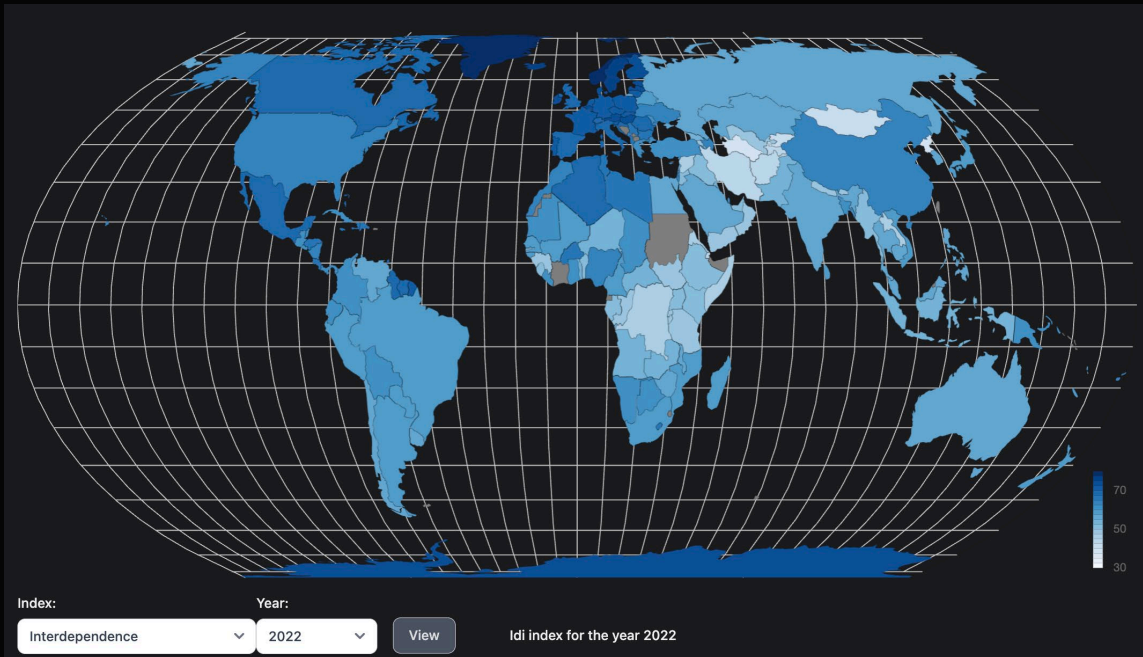 70
50
30
Index:
Year:
Interdependence
2022
View
Idi index for the year 2022